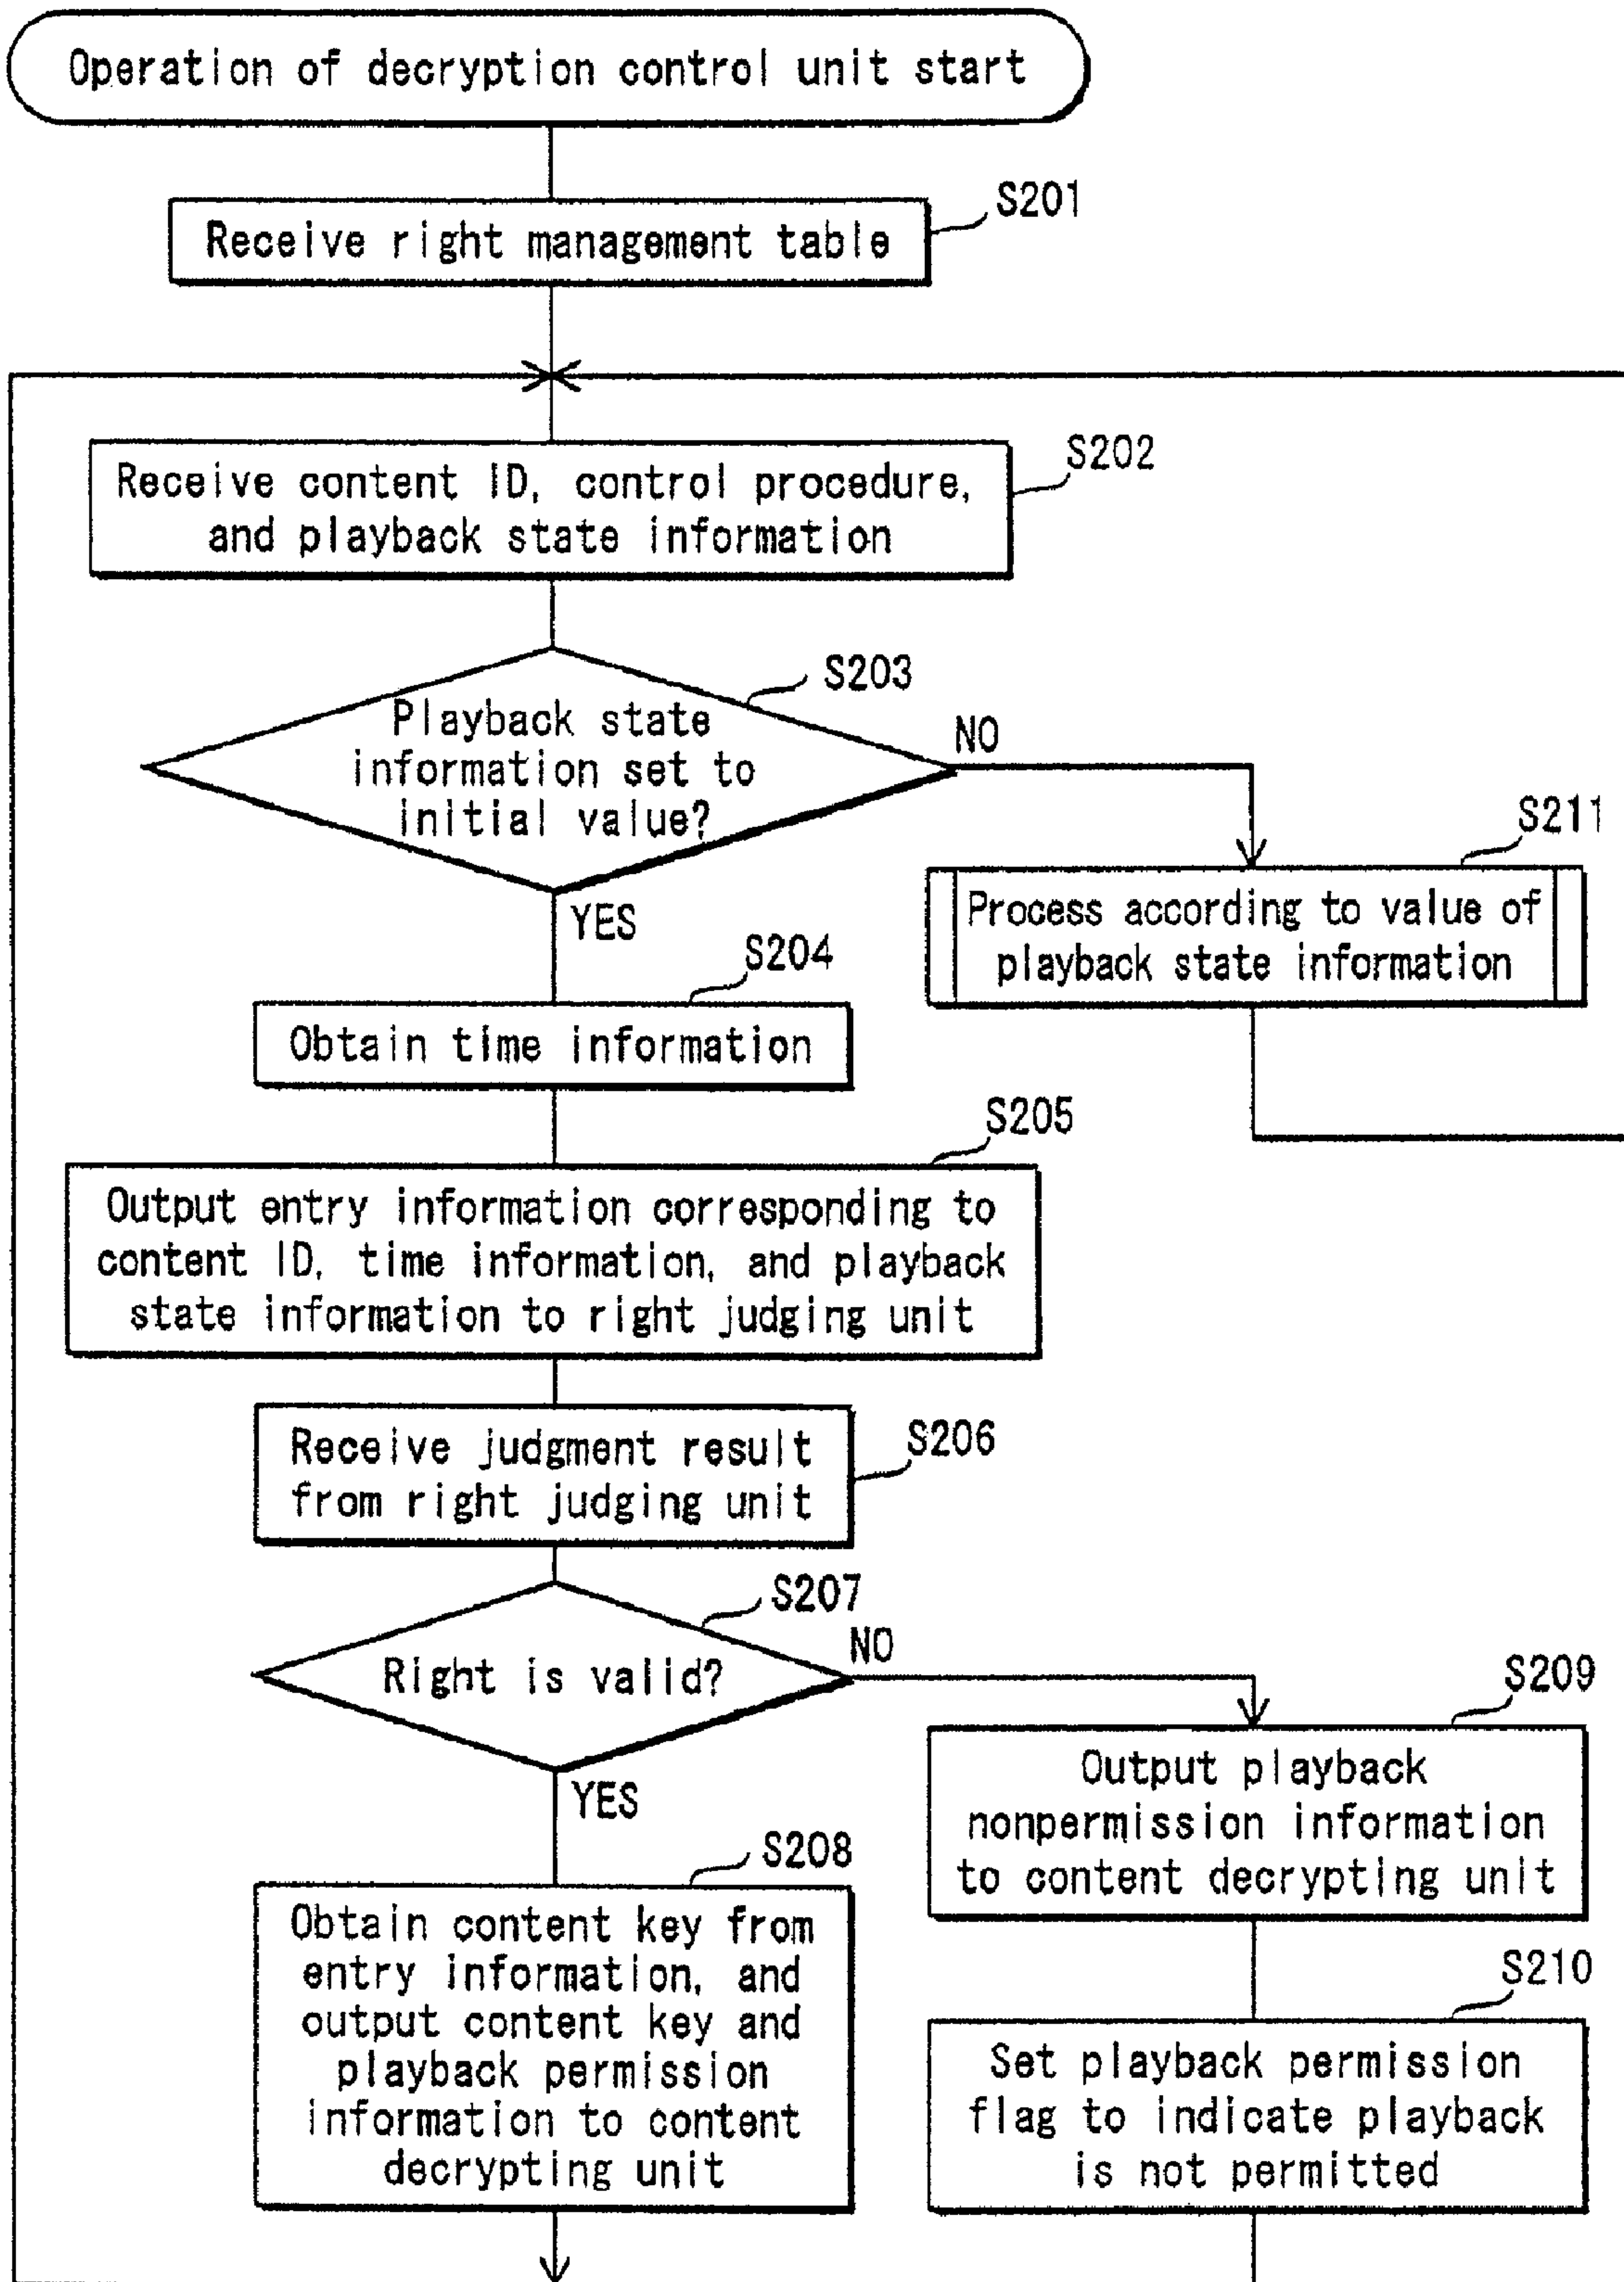 Operation of decryption control unit start
S201
Receive right management table
S202
Receive content ID, control procedure,
and playback state information
S203
Playback state
information set to
initial value?
NO
YES
S211
Process according to value of
playback state information
S204
Obtain time information
S205
Output entry information corresponding to
content ID, time information, and playback
state information to right judging unit
S206
Receive judgment result
from right judging unit
S207
Right is valid?
NO
YES
S209
Output playback
nonpermission information
to content decrypting unit
S208
Obtain content key from
entry information, and
output content key and
playback permission
information to content
decrypting unit
S210
Set playback permission
flag to indicate playback
is not permitted